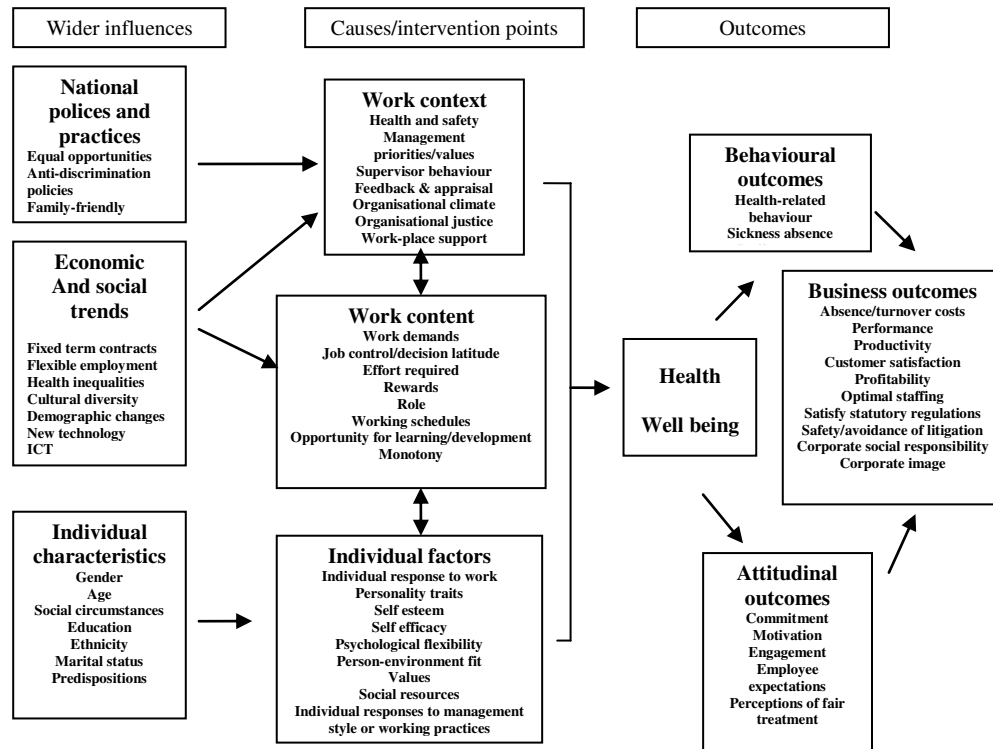 Wider influences
Causes/intervention points
Outcomes
National
polices and
practices
Equal opportunities
Anti-discrimination
policies
Family-friendly
Economic
And social
trends
Fixed term contracts
Flexible employment
Health inequalities
Cultural diversity
Demographic changes
New technology
ICT
Individual
characteristics
Gender
Age
Social circumstances
Education
Ethnicity
Marital status
Predispositions
Work context
Health and safety
Management
priorities/values
Supervisor behaviour
Feedback & appraisal
Organisational climate
Organisational justice
Work-place support
Work content
Work demands
Job control/decision latitude
Effort required
Rewards
Role
Working schedules
Opportunity for learning/development
Monotony
Individual factors
Individual response to work
Personality traits
Self esteem
Self efficacy
Psychological flexibility
Person-environment fit
Values
Social resources
Individual responses to management
style or working practices
Health
Well being
Behavioural
outcomes
Health-related
behaviour
Sickness absence
Business outcomes
Absence/turnover costs
Performance
Productivity
Customer satisfaction
Profitability
Optimal staffing
Satisfy statutory regulations
Safety/avoidance of litigation
Corporate social responsibility
Corporate image
Attitudinal
outcomes
Commitment
Motivation
Engagement
Employee
expectations
Perceptions of fair
treatment